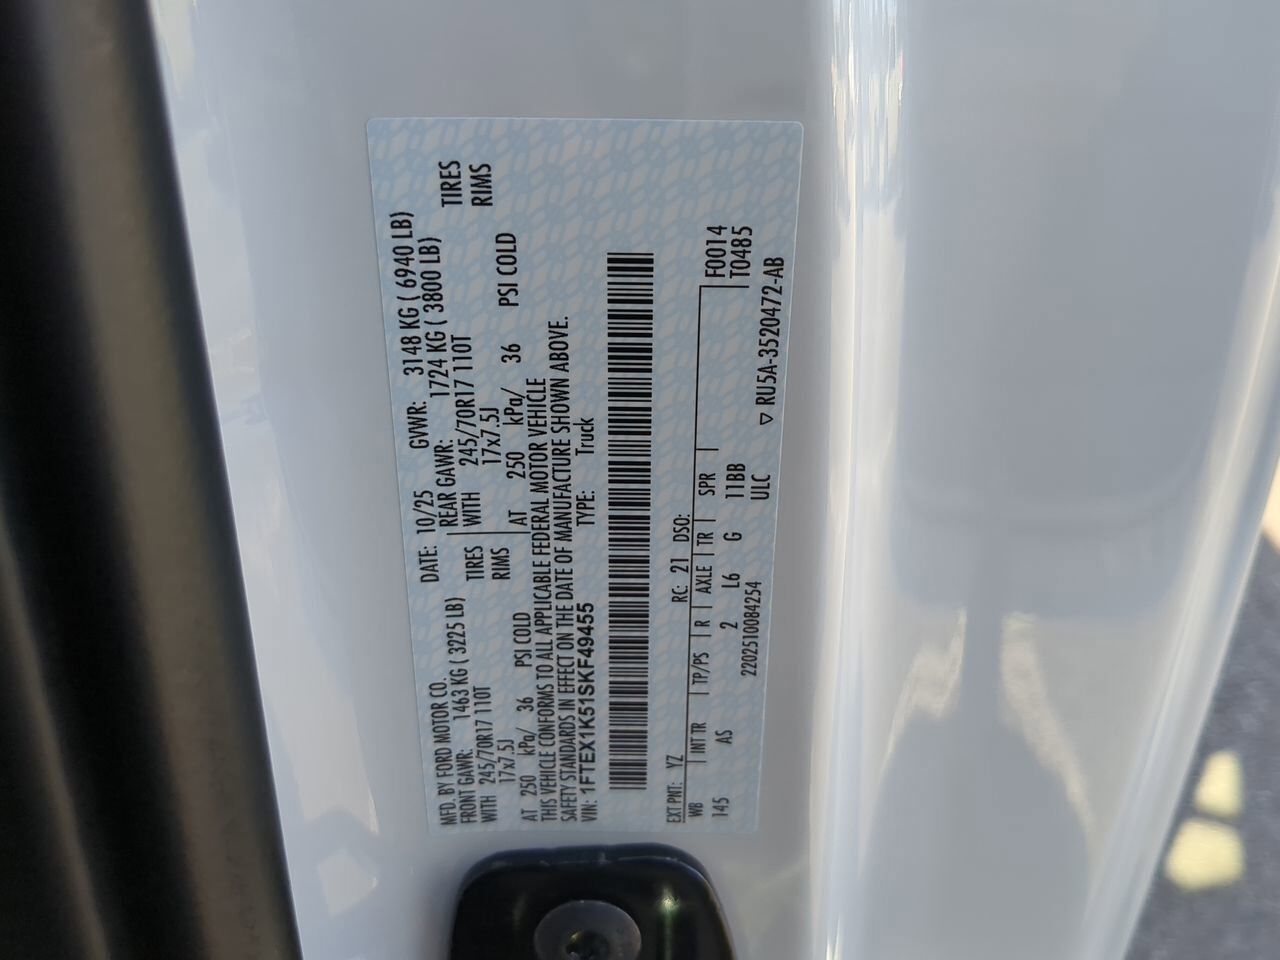 MFD. BY FORD MOTOR CO. DATE: 10/25 GVWR: 3148 KG ( 6940 LB)
FRONT GAWR: 1463 KG ( 3225 LB) REAR GAWR: 1724 KG ( 3800 LB)
WITH 245/70R17 110T TIRES WITH 245/70R17 110T TIRES
17x7.5J RIMS 17x7.5J RIMS
AT 250 kPa/ 36 PSI COLD AT 250 kPa/ 36 PSI COLD
THIS VEHICLE CONFORMS TO ALL APPLICABLE FEDERAL MOTOR VEHICLE
SAFETY STANDARDS IN EFFECT ON THE DATE OF MANUFACTURE SHOWN ABOVE.
VIN: 1FTEX1K51SKF49455 TYPE: Truck
EXT PNT: YZ RC: 21 DSO:
WB INT TR TP/PS R AXLE TR SPR F0014
145 AS 2 L6 G 11BB T0485
2202510084254 ULC
RU5A-3520472-AB